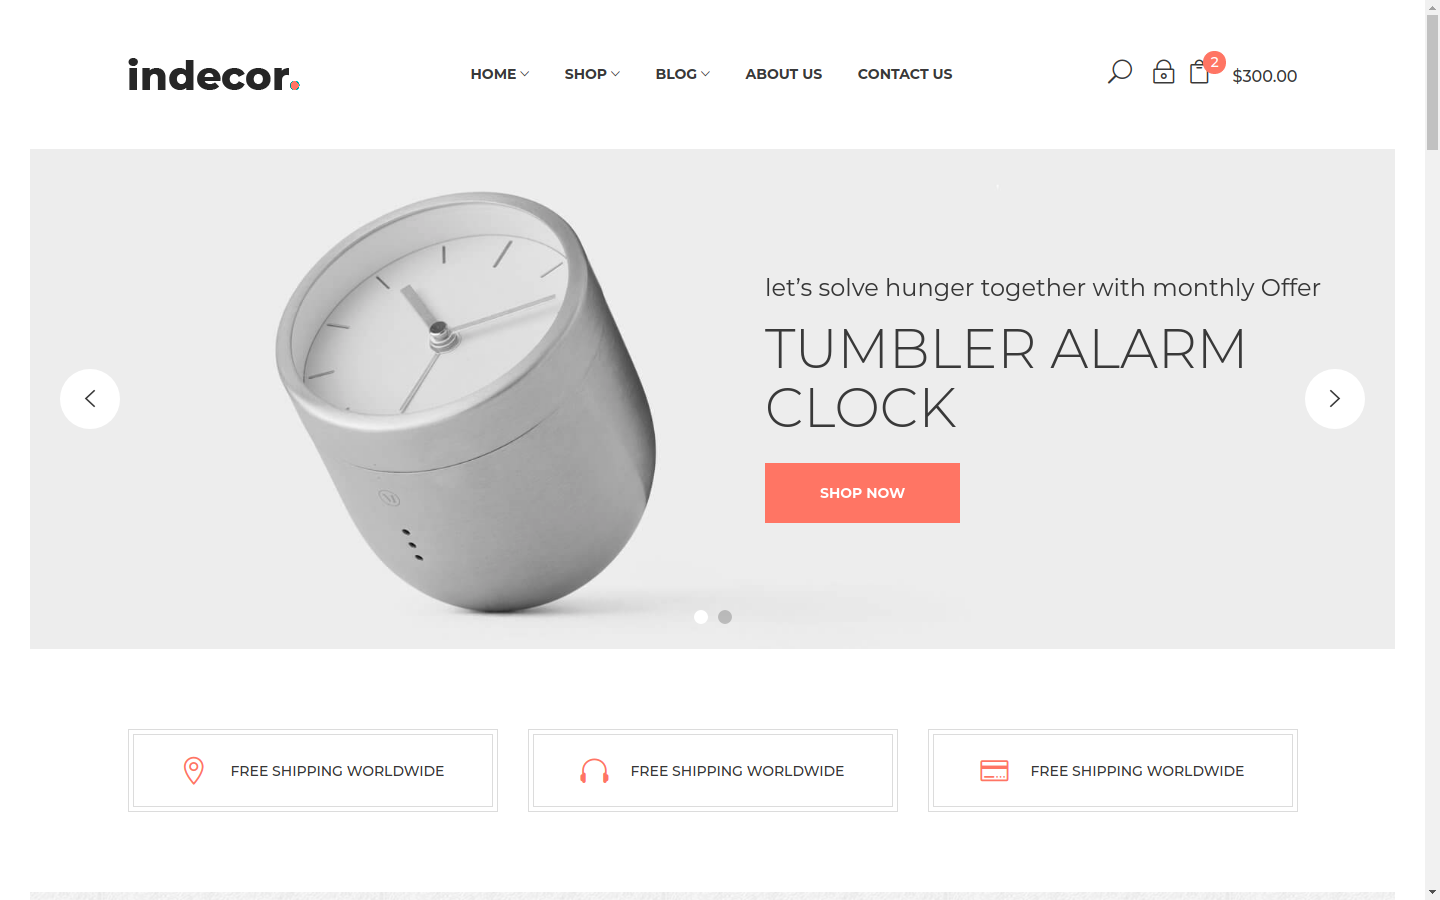 indecor.
HOME
SHOP
BLOG
ABOUT US
CONTACT US
2
$300.00
let’s solve hunger together with monthly Offer
TUMBLER ALARM
CLOCK
SHOP NOW
FREE SHIPPING WORLDWIDE
FREE SHIPPING WORLDWIDE
FREE SHIPPING WORLDWIDE